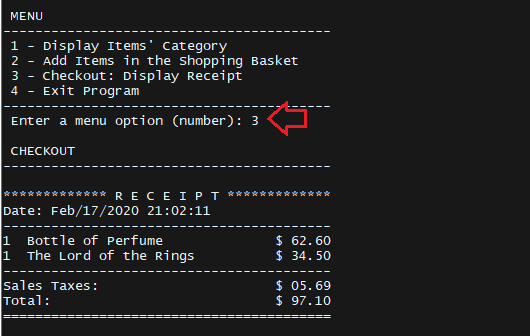 MENU
---------------------------------------
1 - Display Items' Category
2 - Add Items in the Shopping Basket
3 - Checkout: Display Receipt
4 - Exit Program
---------------------------------------
Enter a menu option (number): 3
CHECKOUT
---------------------------------------
************* R E C E I P T *************
Date: Feb/17/2020 21:02:11
---------------------------------------
1  Bottle of Perfume              $ 62.60
1  The Lord of the Rings          $ 34.50
---------------------------------------
Sales Taxes:                      $ 05.69
Total:                            $ 97.10
=======================================